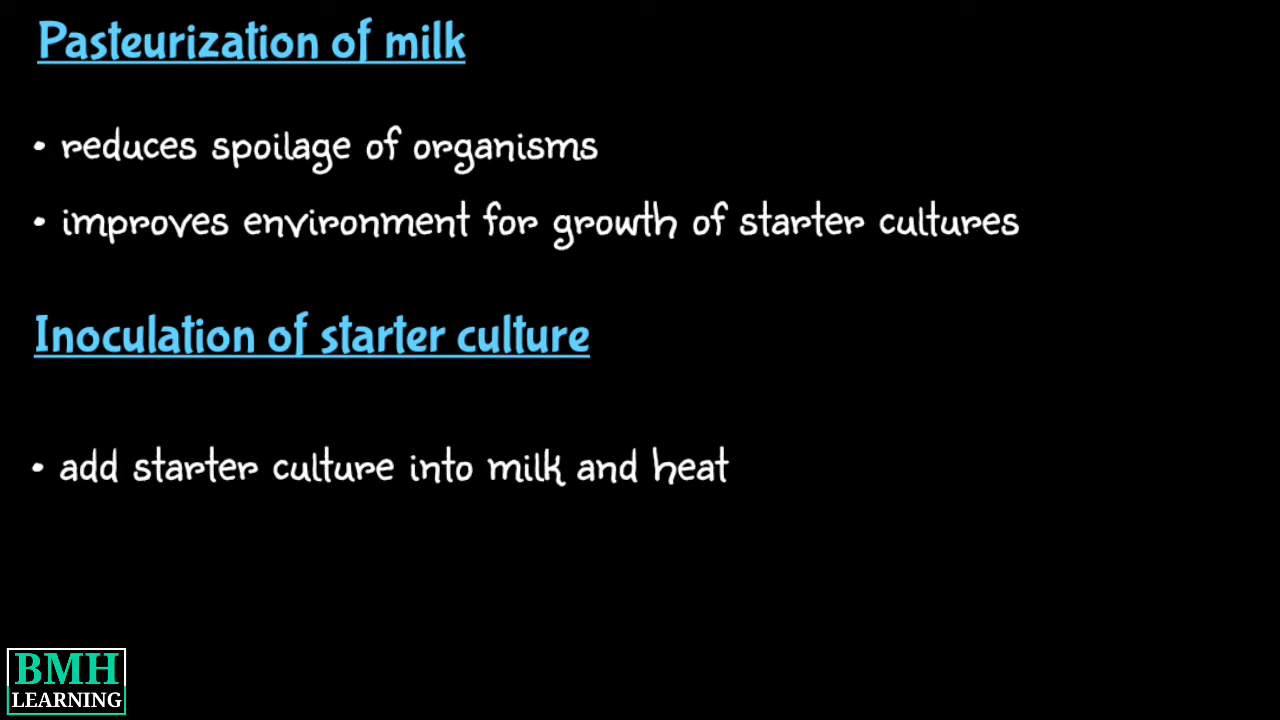 Pasteurization of milk
• reduces spoilage of organisms
• improves environment for growth of starter cultures
Inoculation of starter culture
• add starter culture into milk and heat
BMH
LEARNING